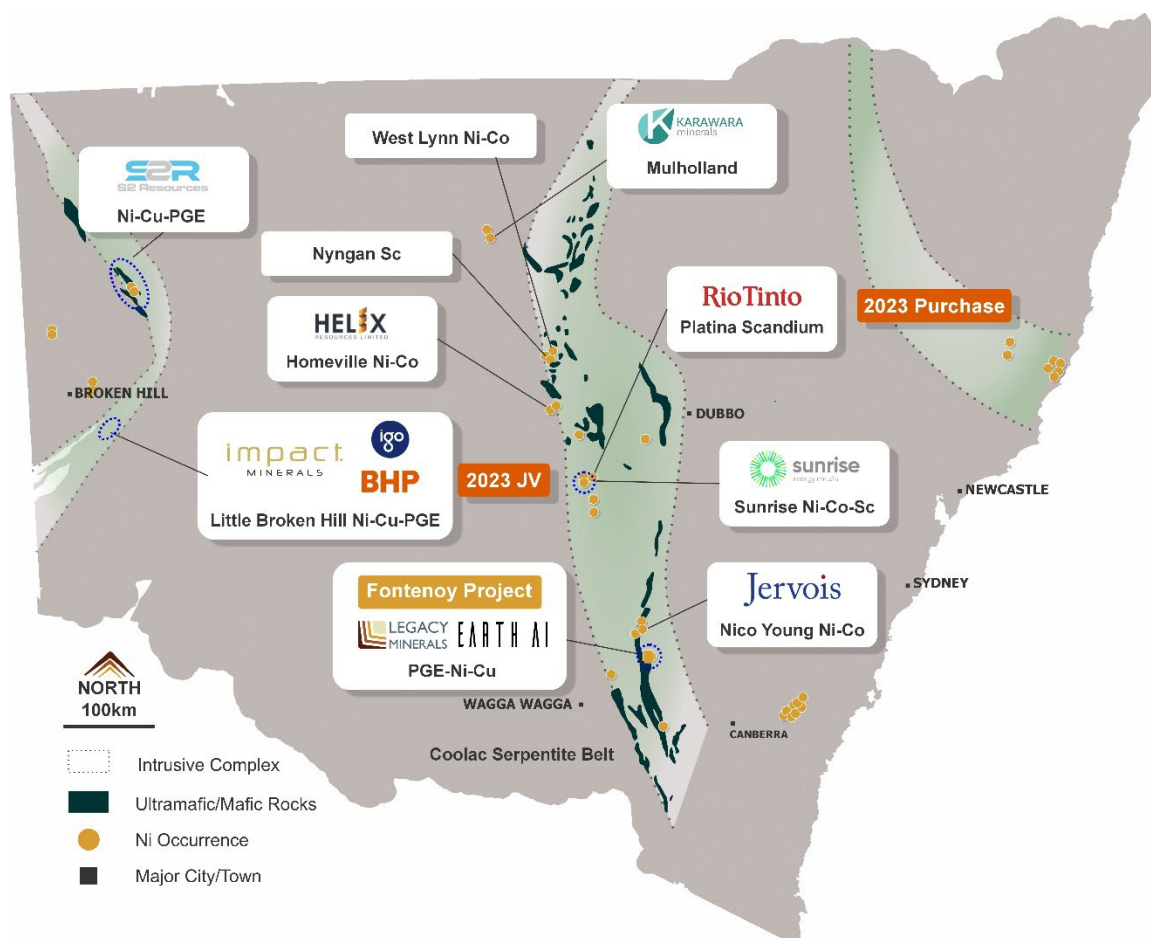 KARAWARA
minerals
Mulholland
West Lynn Ni-Co
S2R
S2 Resources
Ni-Cu-PGE
Nyngan Sc
RioTinto
Platina Scandium
2023 Purchase
HELIX
RESOURCES LIMITED
Homeville Ni-Co
BROKEN HILL
DUBBO
impact
MINERALS
igo
BHP
Little Broken Hill Ni-Cu-PGE
2023 JV
sunrise
energy metals
Sunrise Ni-Co-Sc
NEWCASTLE
SYDNEY
Fontenoy Project
LEGACY
MINERALS
EARTH AI
PGE-Ni-Cu
Jervois
Nico Young Ni-Co
NORTH
100km
WAGGA WAGGA
CANBERRA
Coolac Serpentite Belt
Intrusive Complex
Ultramafic/Mafic Rocks
Ni Occurrence
Major City/Town